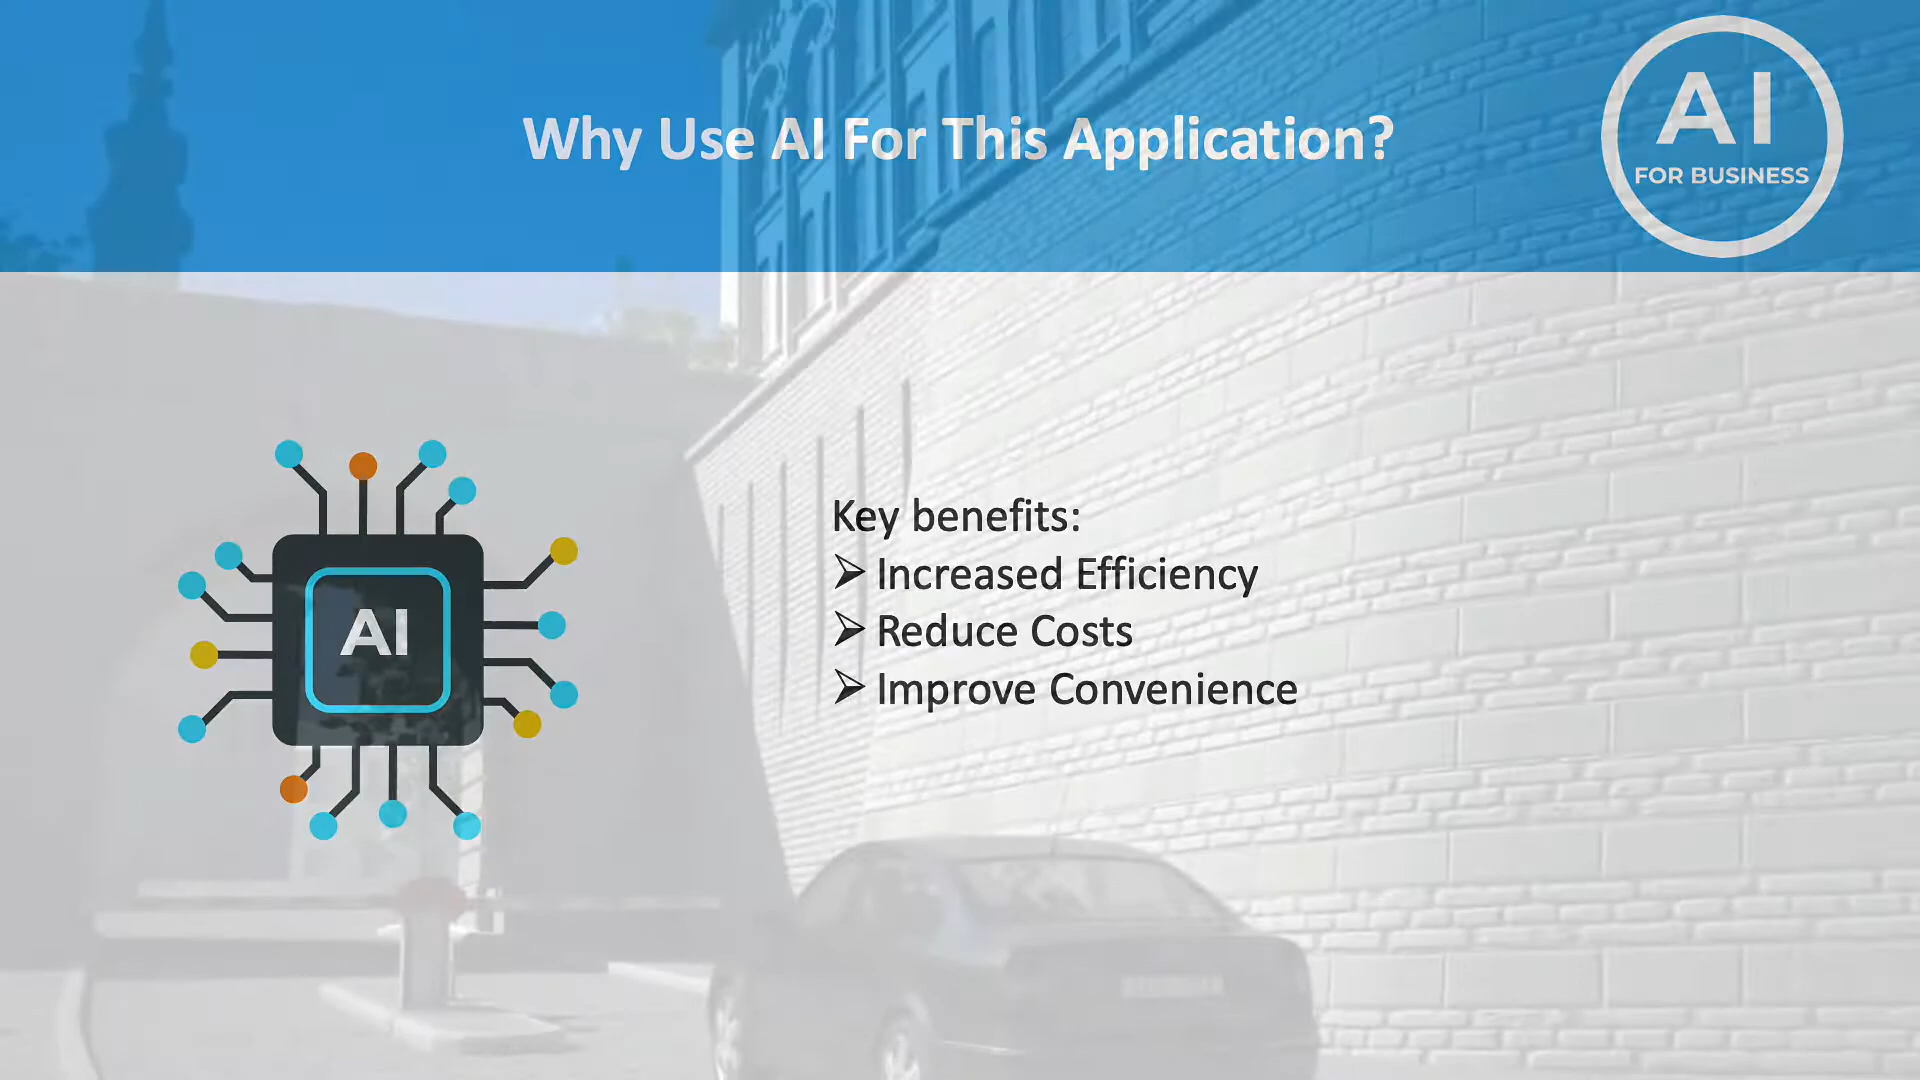 Why Use AI For This Application?
AI
FOR BUSINESS
AI
Key benefits:
➢ Increased Efficiency
➢ Reduce Costs
➢ Improve Convenience